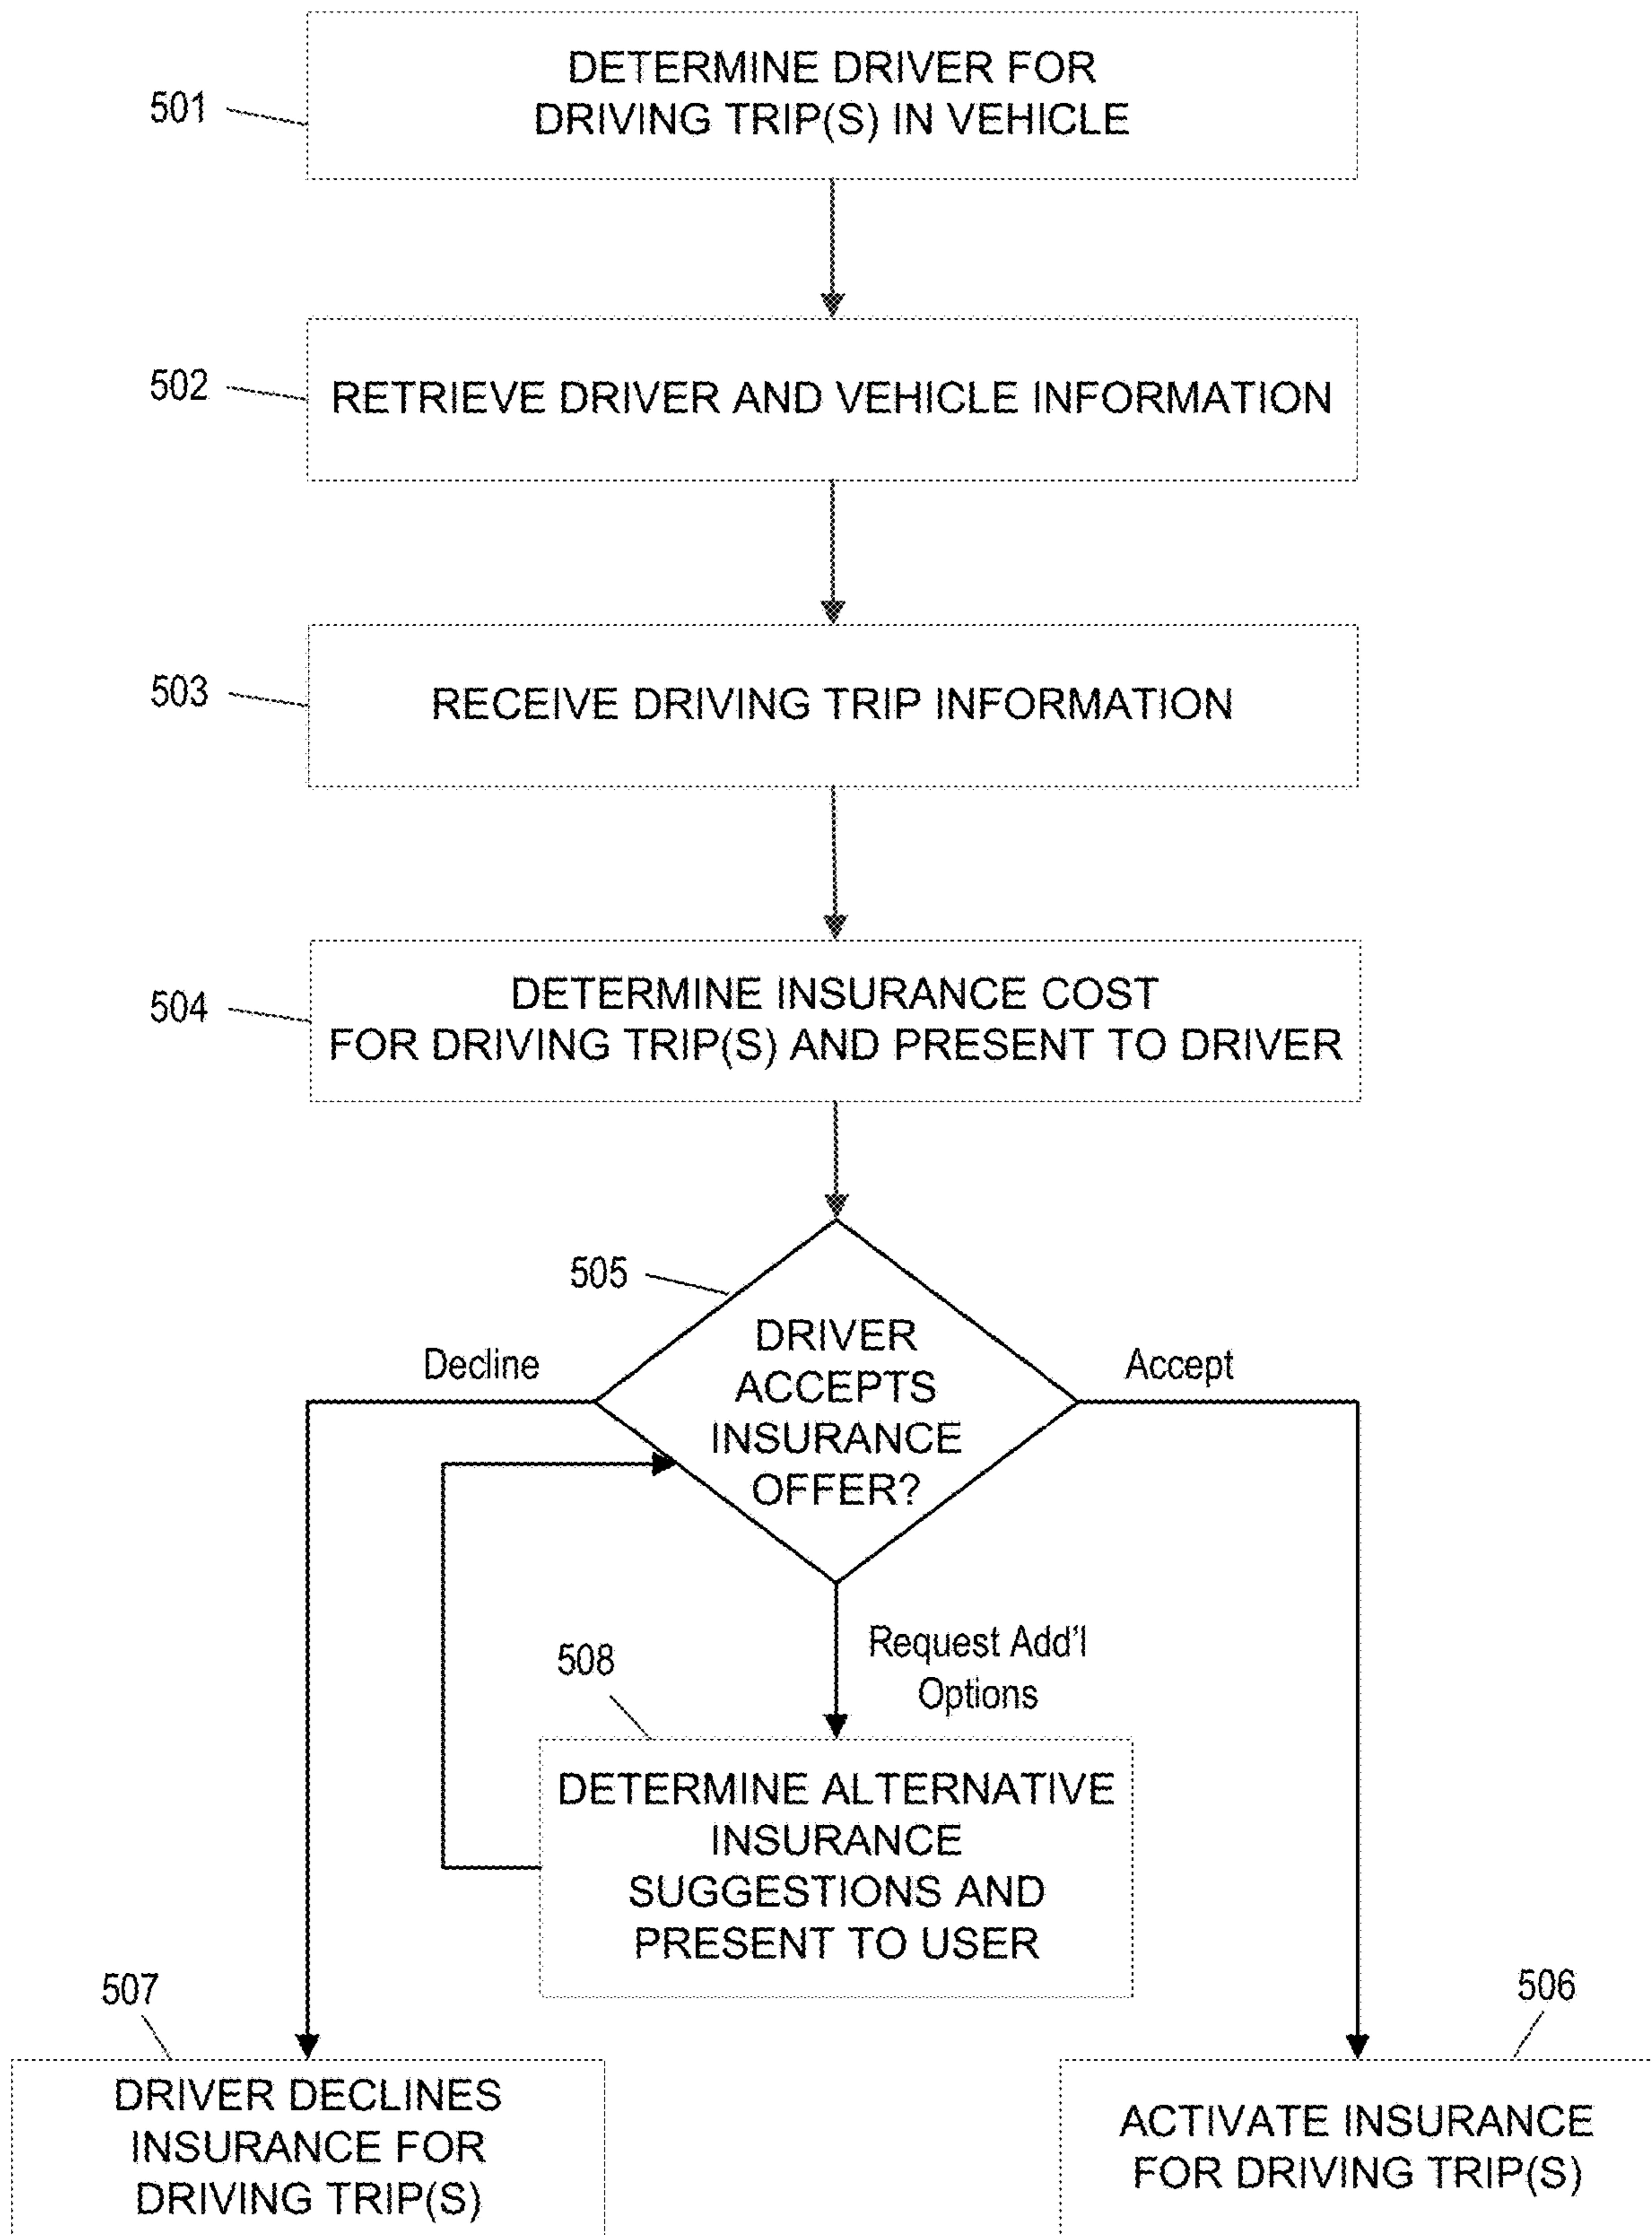 DETERMINE DRIVER FOR
DRIVING TRIP(S) IN VEHICLE
501
502
RETRIEVE DRIVER AND VEHICLE INFORMATION
503
RECEIVE DRIVING TRIP INFORMATION
504
DETERMINE INSURANCE COST
FOR DRIVING TRIP(S) AND PRESENT TO DRIVER
505
DRIVER
ACCEPTS
INSURANCE
OFFER?
Decline
Accept
Request Add'l
Options
508
DETERMINE ALTERNATIVE
INSURANCE
SUGGESTIONS AND
PRESENT TO USER
507
DRIVER DECLINES
INSURANCE FOR
DRIVING TRIP(S)
506
ACTIVATE INSURANCE
FOR DRIVING TRIP(S)